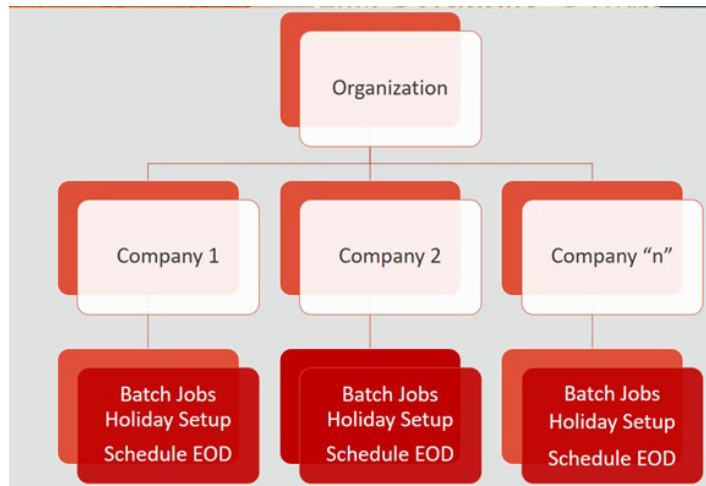 Organization
Company 1
Company 2
Company “n”
Batch Jobs
Holiday Setup
Schedule EOD
Batch Jobs
Holiday Setup
Schedule EOD
Batch Jobs
Holiday Setup
Schedule EOD